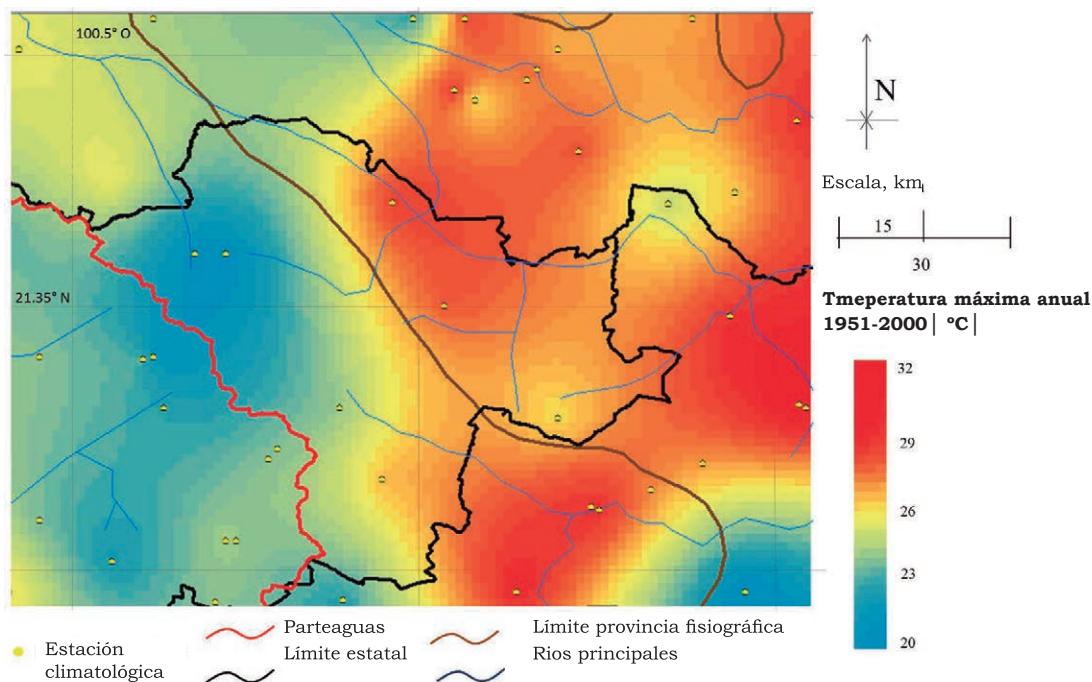 100.5° O
21.35° N
N
Escala, km
15
30
Tmeperatura máxima anual
1951-2000| ºC|
32
29
26
23
20
Estación
climatológica
Parteaguas
Límite estatal
Límite provincia fisiográfica
Rios principales